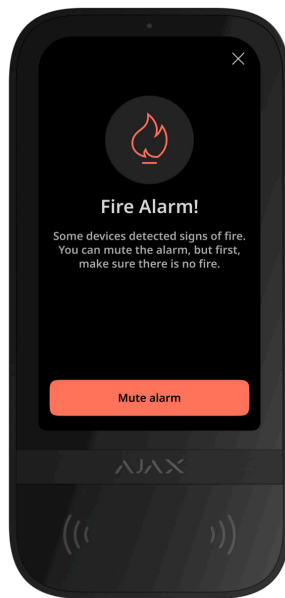 Fire Alarm!
Some devices detected signs of fire.
You can mute the alarm, but first,
make sure there is no fire.
Mute alarm
AJAX